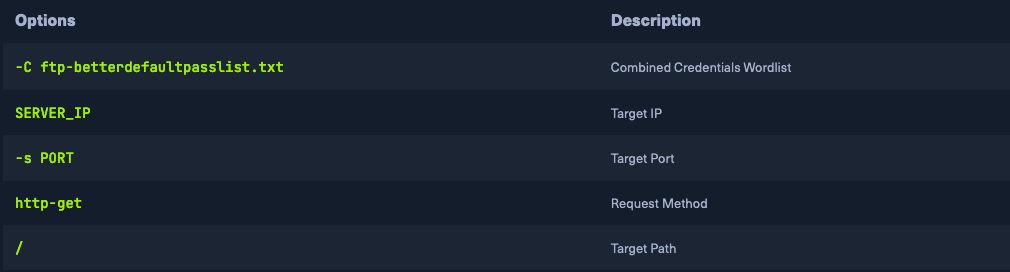 Options Description
-C ftp-betterdefaultpasslist.txt Combined Credentials Wordlist
SERVER_IP Target IP
-s PORT Target Port
http-get Request Method
/ Target Path